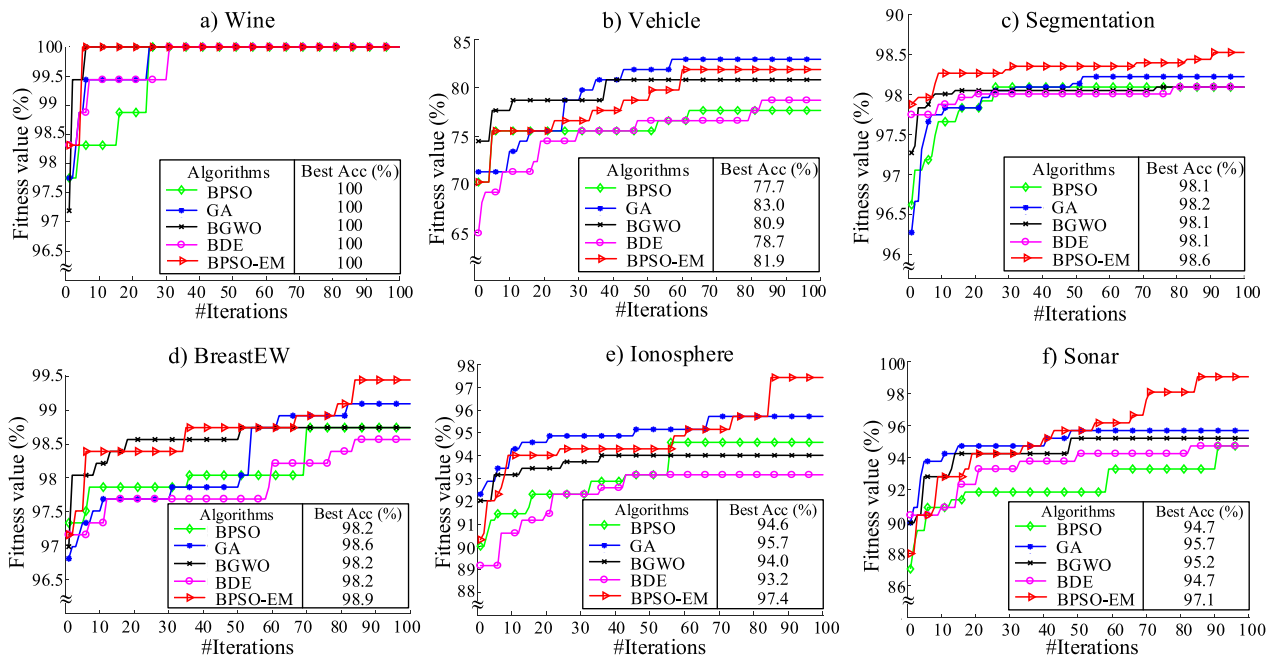 a) Wine
Fitness value (%)
100
99.5
99
98.5
98
97.5
97
96.5
≈
0 10 20 30 40 50 60 70 80 90 100
#Iterations
Algorithms Best Acc (%)
BPSO 100
GA 100
BGWO 100
BDE 100
BPSO-EM 100
b) Vehicle
Fitness value (%)
85
80
75
70
65
≈
0 10 20 30 40 50 60 70 80 90 100
#Iterations
Algorithms Best Acc (%)
BPSO 77.7
GA 83.0
BGWO 80.9
BDE 78.7
BPSO-EM 81.9
c) Segmentation
Fitness value (%)
98.5
98
97.5
97
96.5
96
≈
0 10 20 30 40 50 60 70 80 90 100
#Iterations
Algorithms Best Acc (%)
BPSO 98.1
GA 98.2
BGWO 98.1
BDE 98.1
BPSO-EM 98.6
d) BreastEW
Fitness value (%)
99.5
99
98.5
98
97.5
97
96.5
≈
0 10 20 30 40 50 60 70 80 90 100
#Iterations
Algorithms Best Acc (%)
BPSO 98.2
GA 98.6
BGWO 98.2
BDE 98.2
BPSO-EM 98.9
e) Ionosphere
Fitness value (%)
98
97
96
95
94
93
92
91
90
89
88
≈
0 10 20 30 40 50 60 70 80 90 100
#Iterations
Algorithms Best Acc (%)
BPSO 94.6
GA 95.7
BGWO 94.0
BDE 93.2
BPSO-EM 97.4
f) Sonar
Fitness value (%)
100
98
96
94
92
90
88
86
84
≈
0 10 20 30 40 50 60 70 80 90 100
#Iterations
Algorithms Best Acc (%)
BPSO 94.7
GA 95.7
BGWO 95.2
BDE 94.7
BPSO-EM 97.1